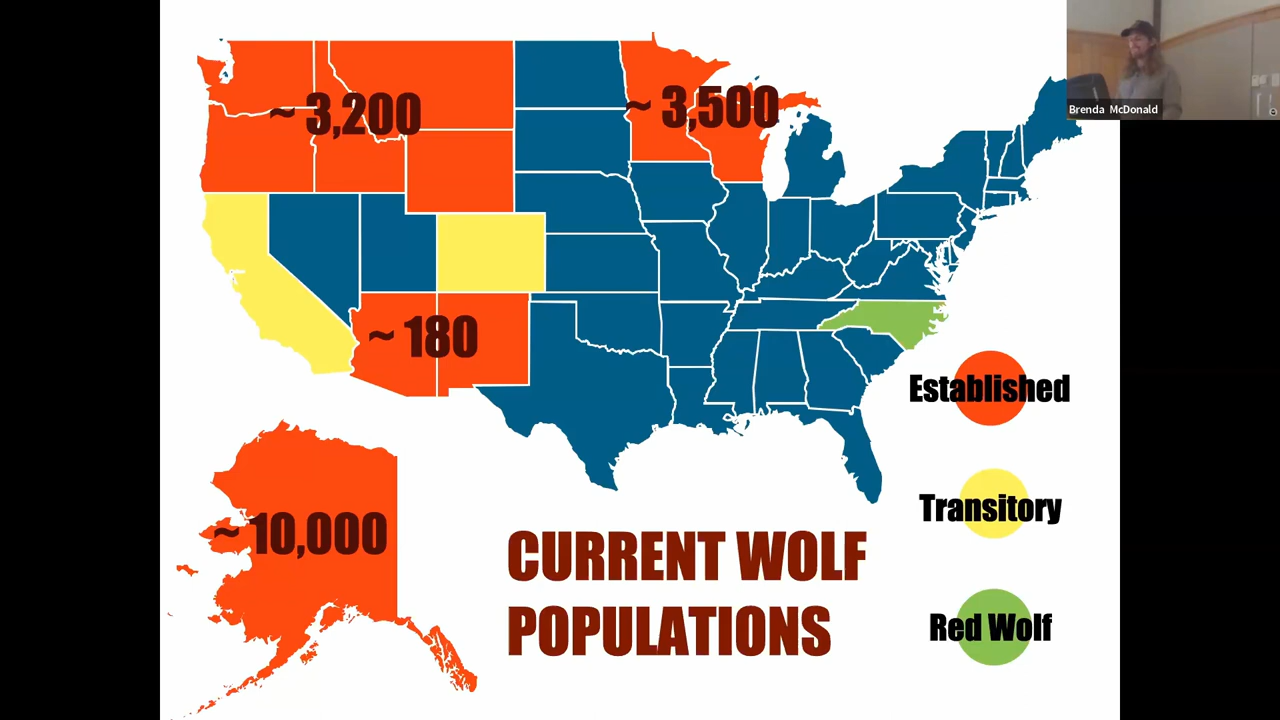 ~ 3,200
~ 3,500
Brenda McDonald
~ 180
Established
~ 10,000
Transitory
CURRENT WOLF
POPULATIONS
Red Wolf